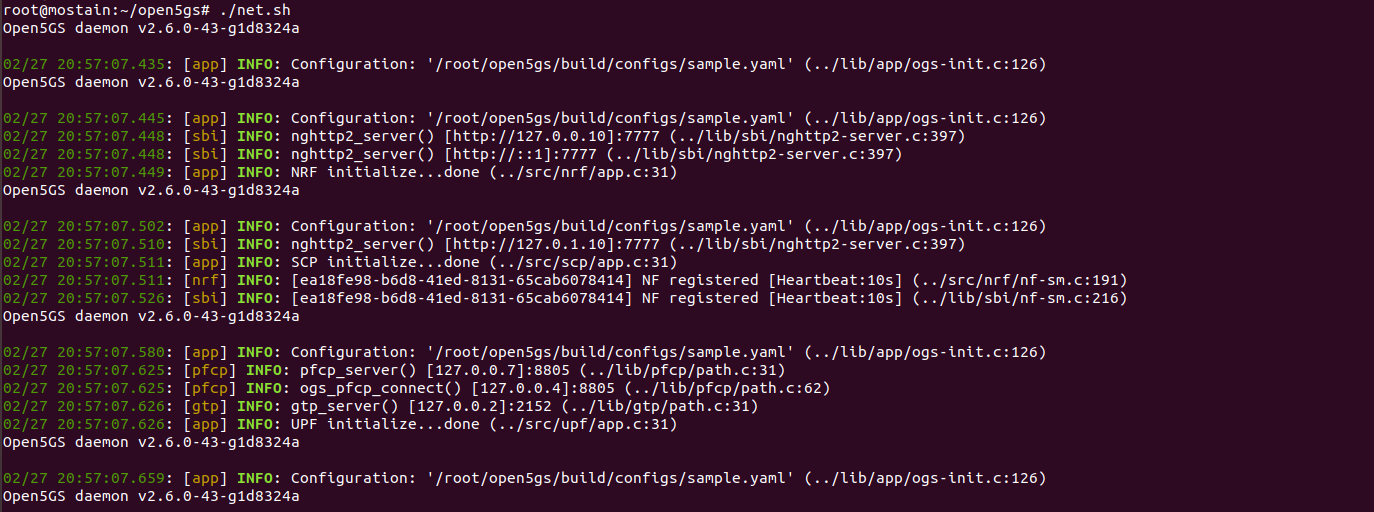 root@mostain:~/open5gs# ./net.sh
Open5GS daemon v2.6.0-43-g1d8324a
02/27 20:57:07.435: [app] INFO: Configuration: '/root/open5gs/build/configs/sample.yaml' (../lib/app/ogs-init.c:126)
Open5GS daemon v2.6.0-43-g1d8324a
02/27 20:57:07.445: [app] INFO: Configuration: '/root/open5gs/build/configs/sample.yaml' (../lib/app/ogs-init.c:126)
02/27 20:57:07.448: [sbi] INFO: nghttp2_server() [http://127.0.0.10]:7777 (../lib/sbi/nghttp2-server.c:397)
02/27 20:57:07.448: [sbi] INFO: nghttp2_server() [http://::1]:7777 (../lib/sbi/nghttp2-server.c:397)
02/27 20:57:07.449: [app] INFO: NRF initialize...done (../src/nrf/app.c:31)
Open5GS daemon v2.6.0-43-g1d8324a
02/27 20:57:07.502: [app] INFO: Configuration: '/root/open5gs/build/configs/sample.yaml' (../lib/app/ogs-init.c:126)
02/27 20:57:07.510: [sbi] INFO: nghttp2_server() [http://127.0.1.10]:7777 (../lib/sbi/nghttp2-server.c:397)
02/27 20:57:07.511: [app] INFO: SCP initialize...done (../src/scp/app.c:31)
02/27 20:57:07.511: [nrf] INFO: [ea18fe98-b6d8-41ed-8131-65cab6078414] NF registered [Heartbeat:10s] (../src/nrf/nf-sm.c:191)
02/27 20:57:07.526: [sbi] INFO: [ea18fe98-b6d8-41ed-8131-65cab6078414] NF registered [Heartbeat:10s] (../lib/sbi/nf-sm.c:216)
Open5GS daemon v2.6.0-43-g1d8324a
02/27 20:57:07.580: [app] INFO: Configuration: '/root/open5gs/build/configs/sample.yaml' (../lib/app/ogs-init.c:126)
02/27 20:57:07.625: [pfcp] INFO: pfcp_server() [127.0.0.7]:8805 (../lib/pfcp/path.c:31)
02/27 20:57:07.625: [pfcp] INFO: ogs_pfcp_connect() [127.0.0.4]:8805 (../lib/pfcp/path.c:62)
02/27 20:57:07.626: [gtp] INFO: gtp_server() [127.0.0.2]:2152 (../lib/gtp/path.c:31)
02/27 20:57:07.626: [app] INFO: UPF initialize...done (../src/upf/app.c:31)
Open5GS daemon v2.6.0-43-g1d8324a
02/27 20:57:07.659: [app] INFO: Configuration: '/root/open5gs/build/configs/sample.yaml' (../lib/app/ogs-init.c:126)
Open5GS daemon v2.6.0-43-g1d8324a